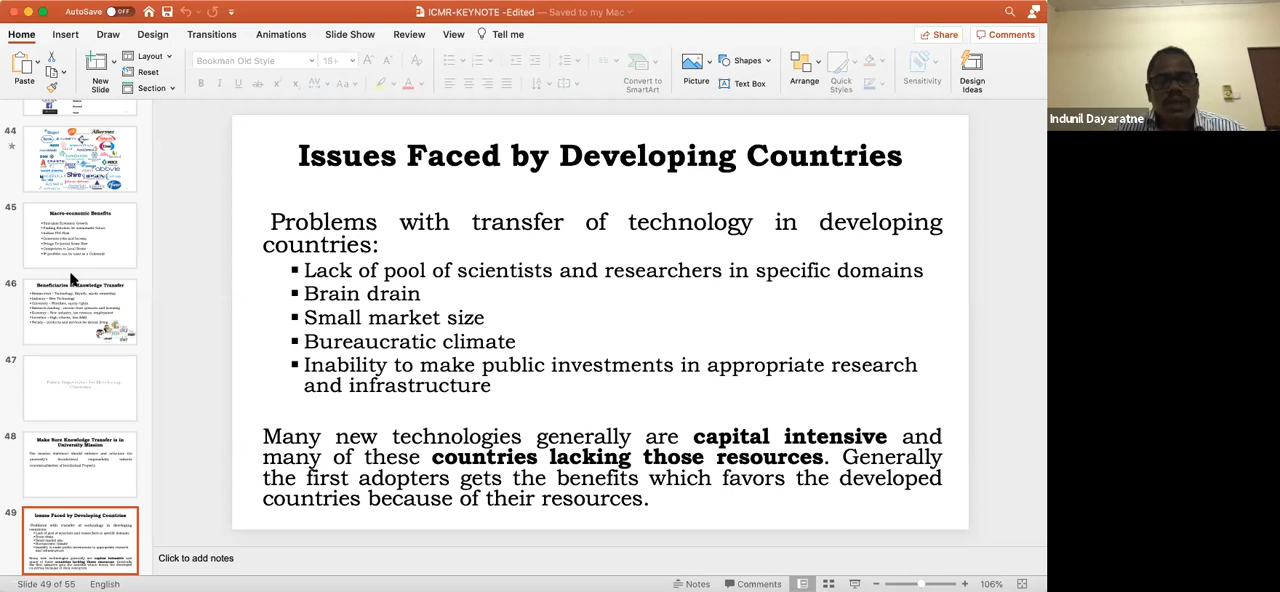 AutoSave OFF
ICMR-KEYNOTE -Edited — Saved to my Mac
Home Insert Draw Design Transitions Animations Slide Show Review View Tell me
Share Comments
Paste
New Slide
Layout
Reset
Section
Bookman Old Style 18+
Convert to SmartArt
Picture
Shapes
Text Box
Arrange
Quick Styles
Sensitivity
Design Ideas
Indunil Dayaratne
44
45
Macro-economic Benefits
46
Beneficiaries of Knowledge Transfer
47
48
Make Sure Knowledge Transfer is in
University Mission
49
Issues Faced by Developing Countries
Issues Faced by Developing Countries
Problems with transfer of technology in developing
countries:
▪ Lack of pool of scientists and researchers in specific domains
▪ Brain drain
▪ Small market size
▪ Bureaucratic climate
▪ Inability to make public investments in appropriate research
and infrastructure
Many new technologies generally are capital intensive and
many of these countries lacking those resources. Generally
the first adopters gets the benefits which favors the developed
countries because of their resources.
Click to add notes
Slide 49 of 55 English
Notes Comments 106%